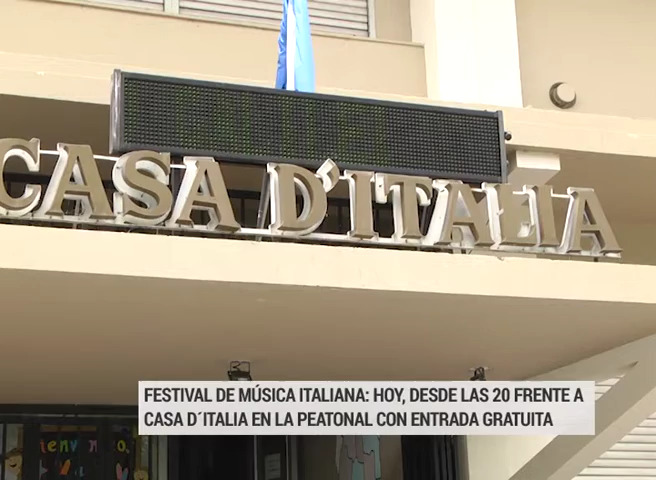 CASA D'ITALIA
FESTIVAL DE MÚSICA ITALIANA: HOY, DESDE LAS 20 FRENTE A
CASA D´ITALIA EN LA PEATONAL CON ENTRADA GRATUITA